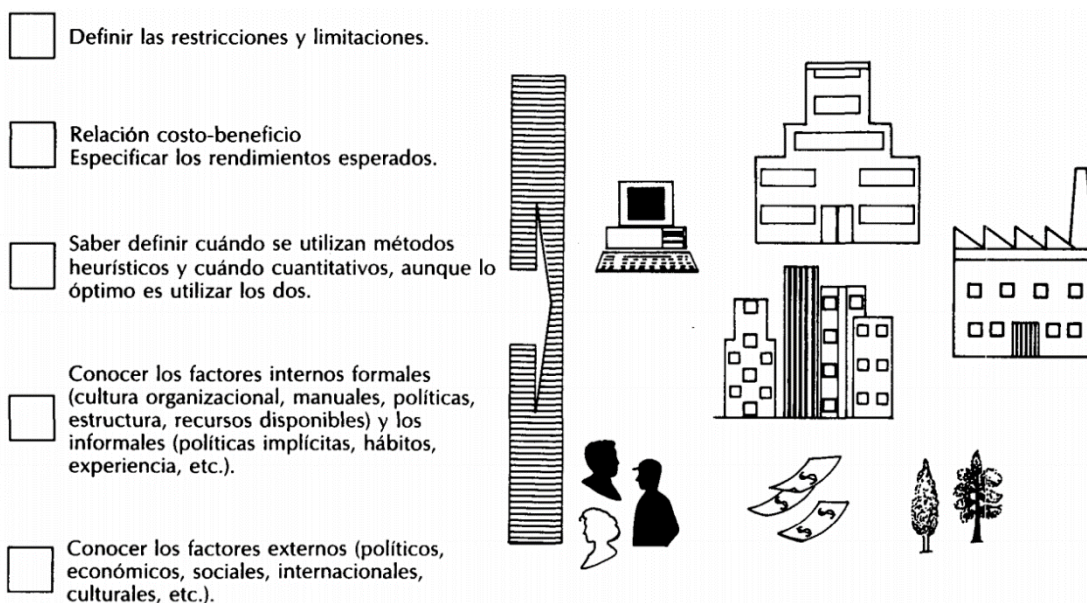 Definir las restricciones y limitaciones.
Relación costo-beneficio
Especificar los rendimientos esperados.
Saber definir cuándo se utilizan métodos
heurísticos y cuándo cuantitativos, aunque lo
óptimo es utilizar los dos.
Conocer los factores internos formales
(cultura organizacional, manuales, políticas,
estructura, recursos disponibles) y los
informales (políticas implícitas, hábitos,
experiencia, etc.).
Conocer los factores externos (políticos,
económicos, sociales, internacionales,
culturales, etc.).
$
$
$